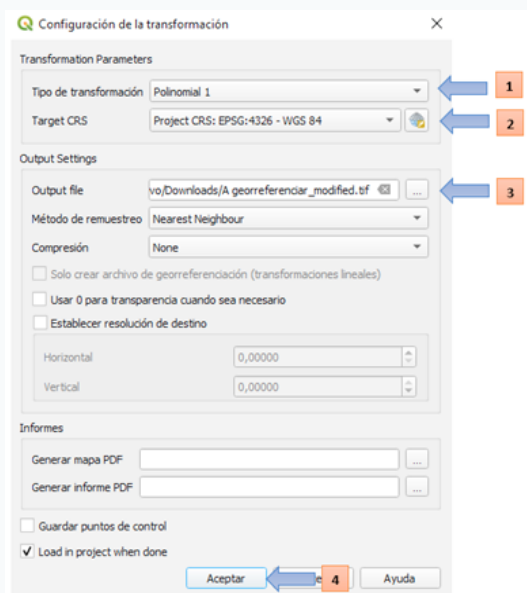 Configuración de la transformación
Transformation Parameters
Tipo de transformación Polinomial 1
1
Target CRS Project CRS: EPSG:4326 - WGS 84
2
Output Settings
Output file vo/Downloads/A georreferenciar_modified.tif ...
3
Método de remuestreo Nearest Neighbour
Compresión None
Solo crear archivo de georreferenciación (transformaciones lineales)
Usar 0 para transparencia cuando sea necesario
Establecer resolución de destino
Horizontal 0,00000
Vertical 0,00000
Informes
Generar mapa PDF ...
Generar informe PDF ...
Guardar puntos de control
Load in project when done
Aceptar 4 Ayuda